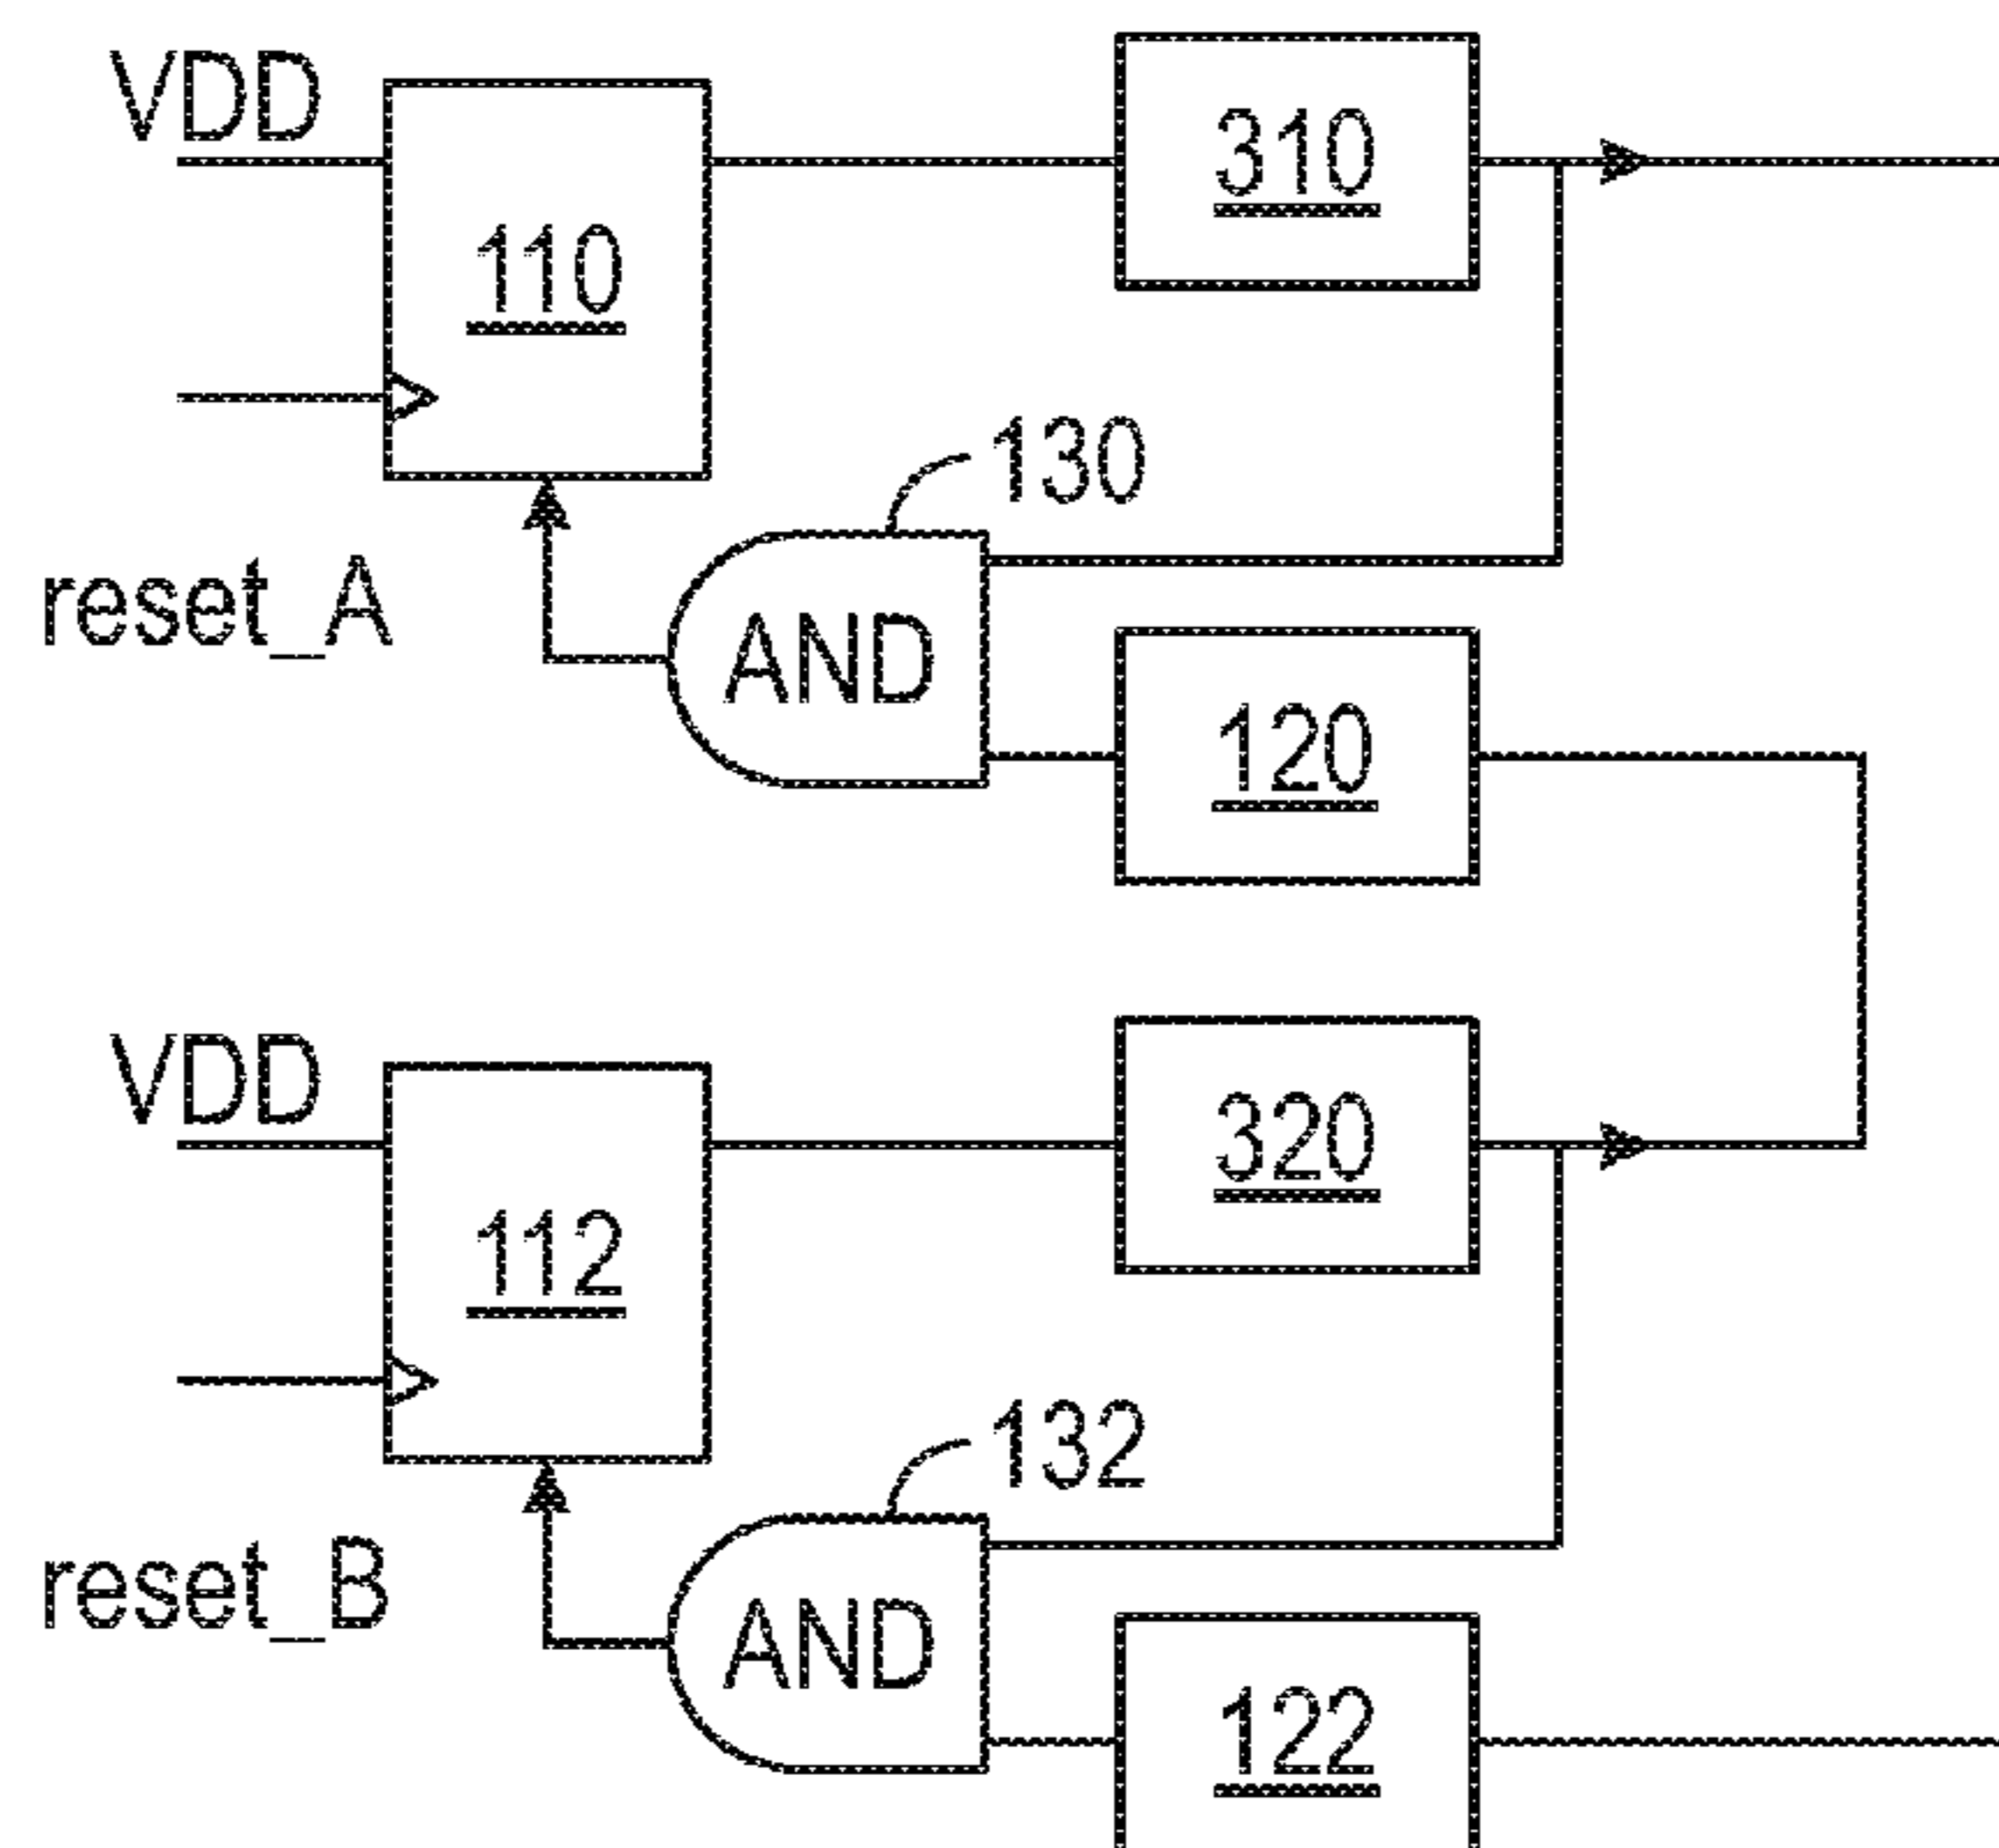 VDD
310
110
130
reset_A
AND
120
VDD
320
112
132
reset_B
AND
122